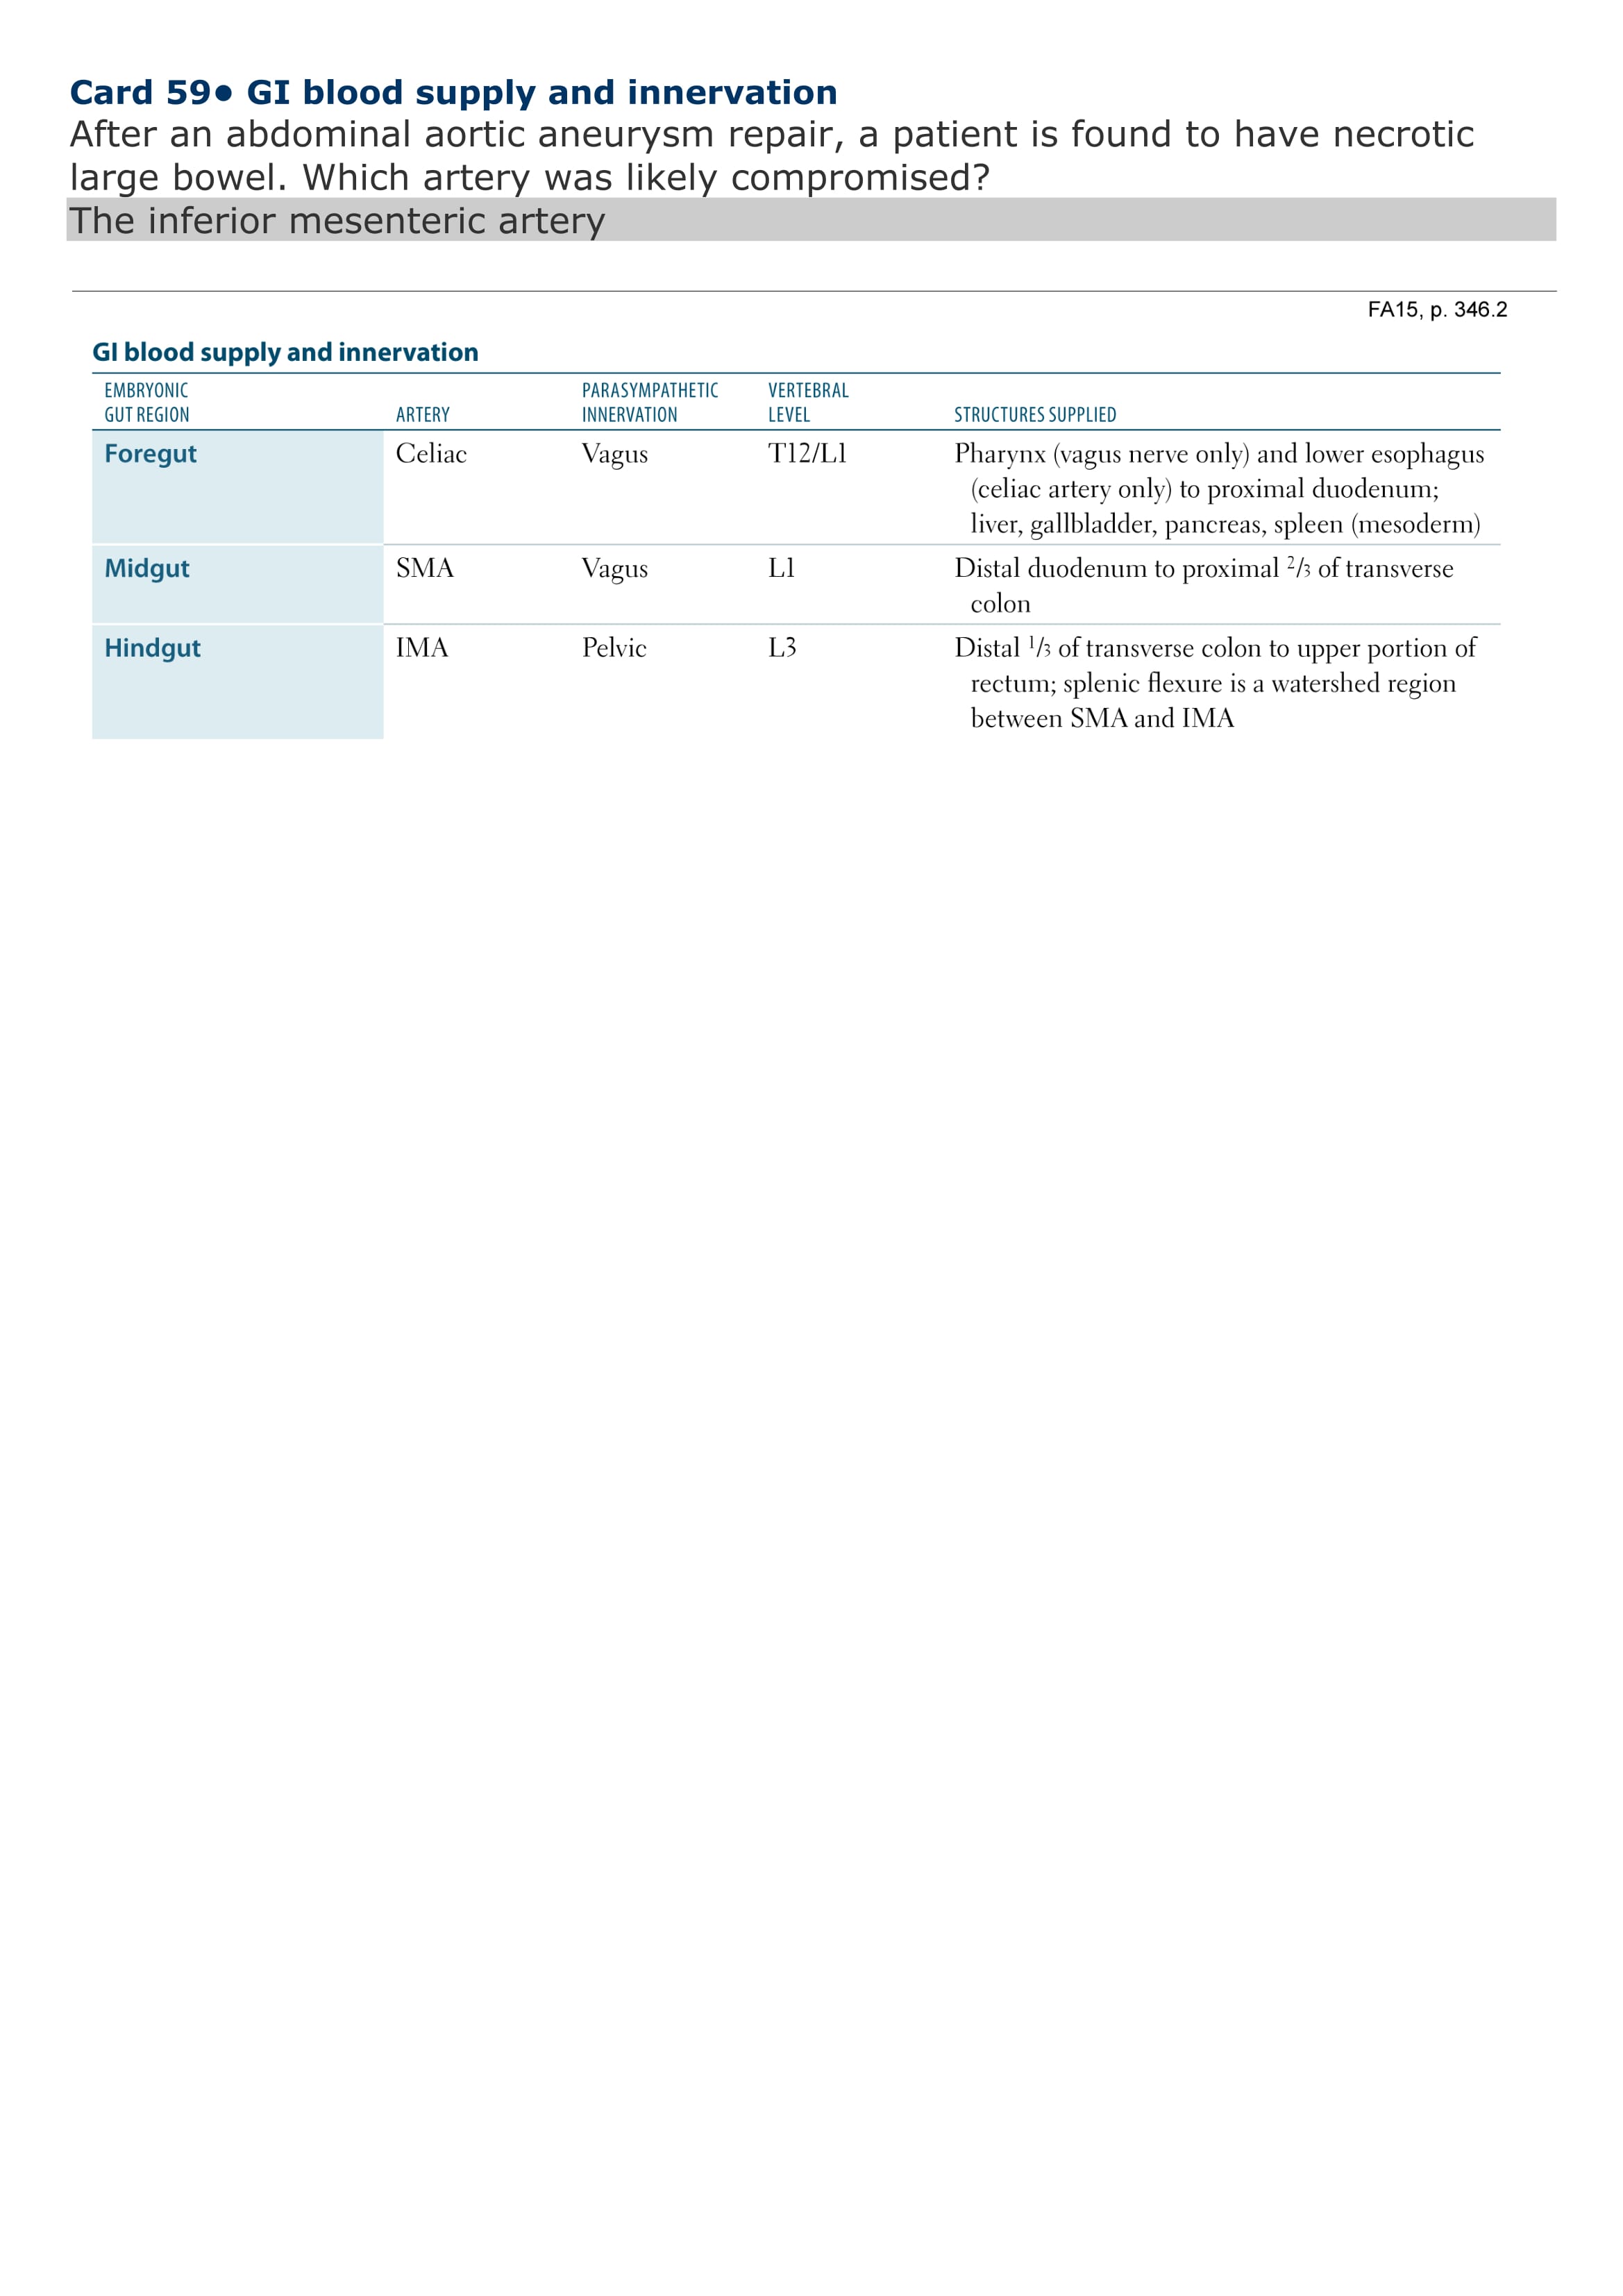 Card 59• GI blood supply and innervation
After an abdominal aortic aneurysm repair, a patient is found to have necrotic
large bowel. Which artery was likely compromised?
The inferior mesenteric artery
FA15, p. 346.2
GI blood supply and innervation
EMBRYONIC GUT REGION ARTERY PARASYMPATHETIC INNERVATION VERTEBRAL LEVEL STRUCTURES SUPPLIED
Foregut Celiac Vagus T12/L1 Pharynx (vagus nerve only) and lower esophagus
(celiac artery only) to proximal duodenum;
liver, gallbladder, pancreas, spleen (mesoderm)
Midgut SMA Vagus L1 Distal duodenum to proximal 2/3 of transverse
colon
Hindgut IMA Pelvic L3 Distal 1/3 of transverse colon to upper portion of
rectum; splenic flexure is a watershed region
between SMA and IMA